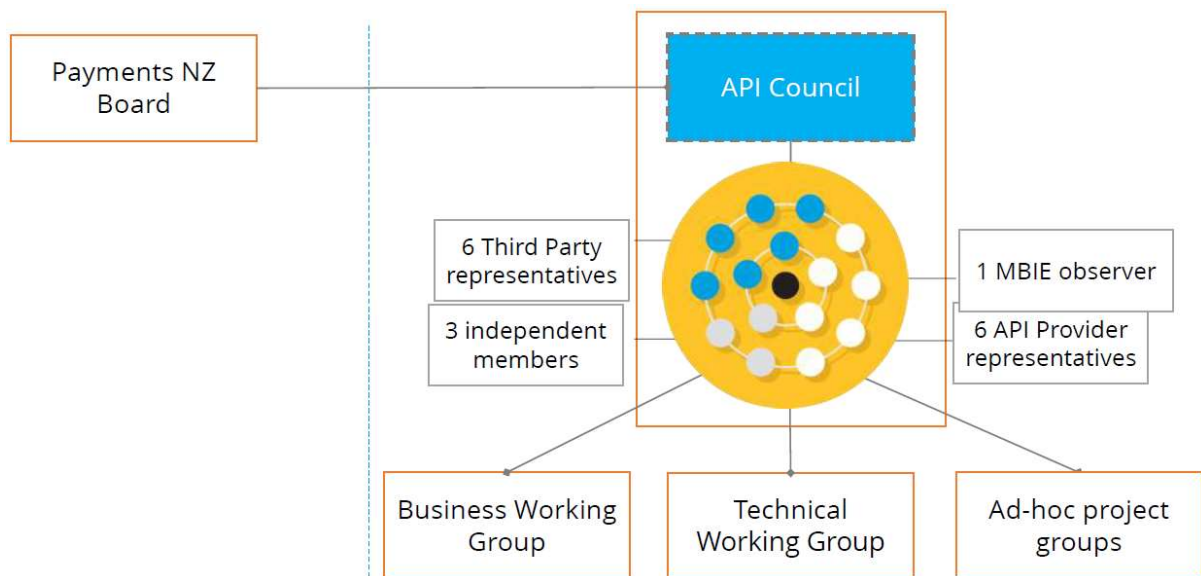 Payments NZ
Board
API Council
6 Third Party
representatives
3 independent
members
1 MBIE observer
6 API Provider
representatives
Business Working
Group
Technical
Working Group
Ad-hoc project
groups